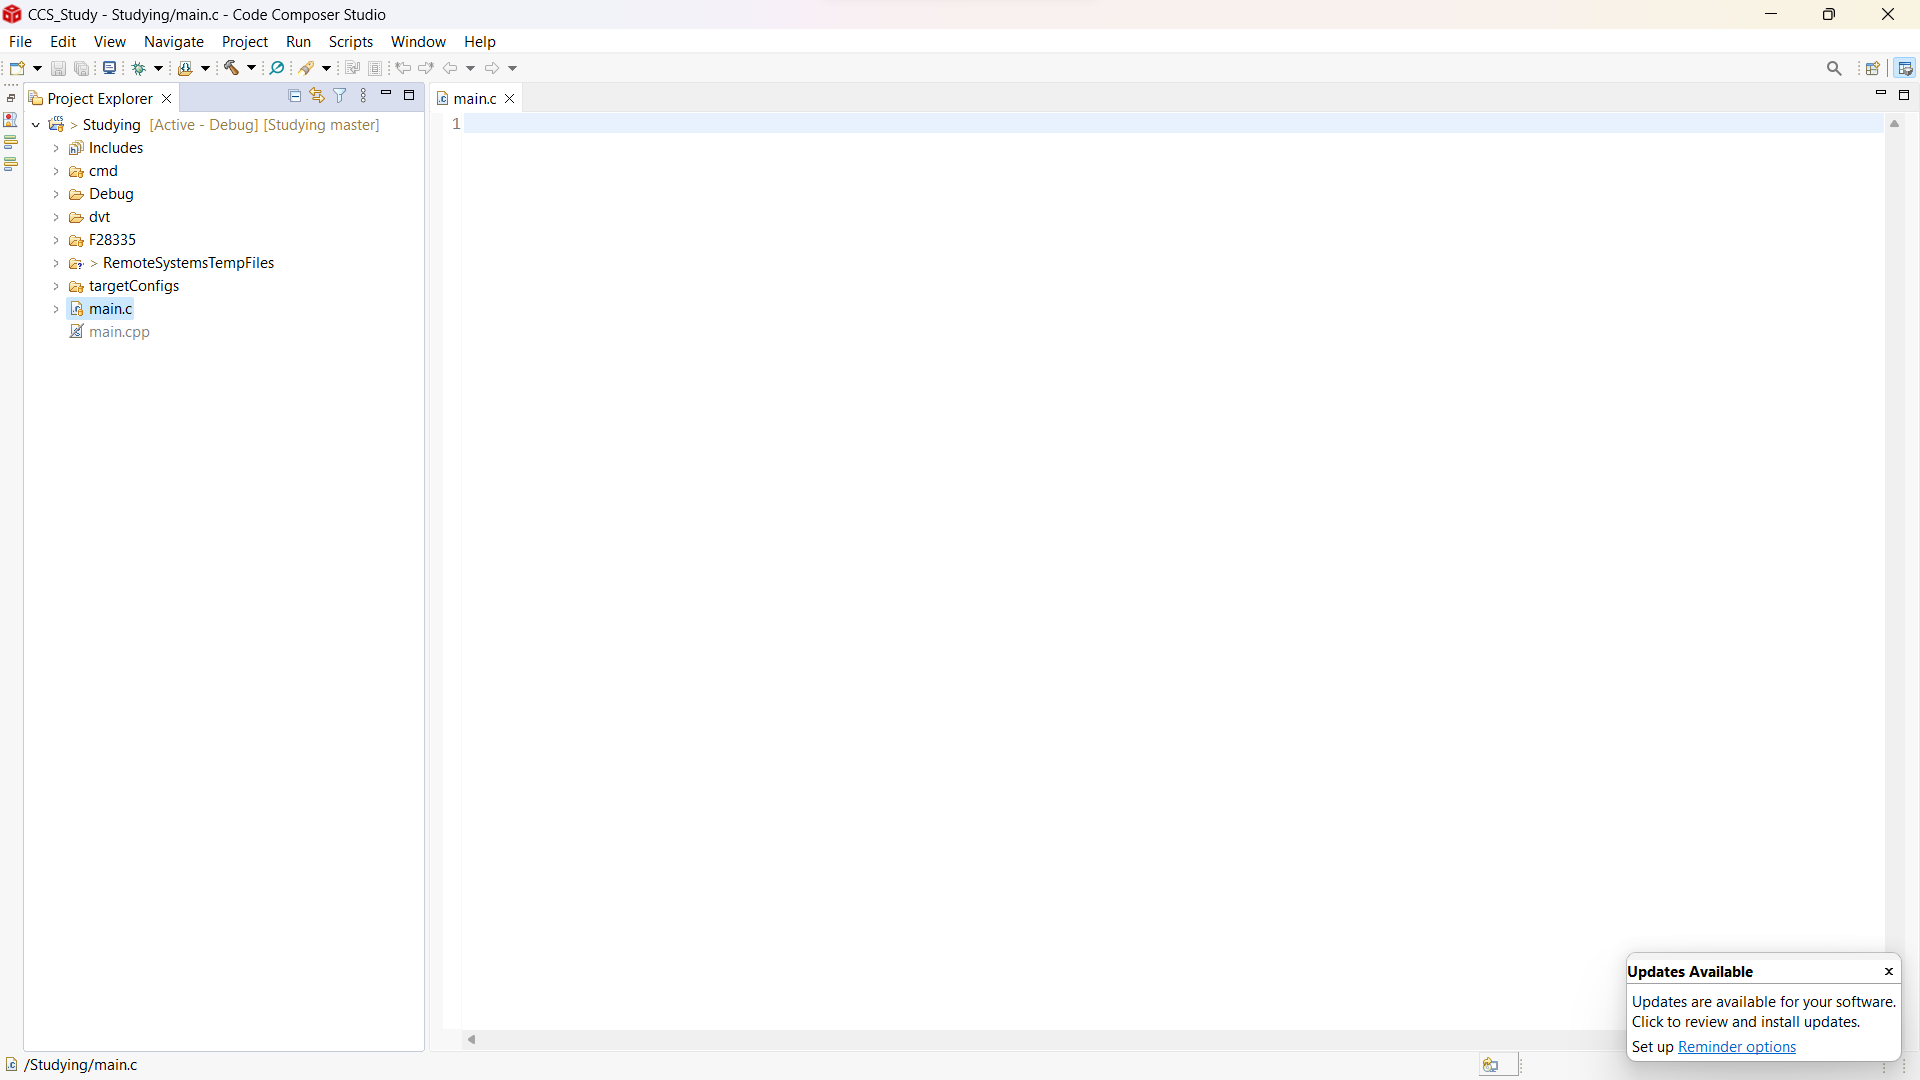 CCS_Study - Studying/main.c - Code Composer Studio
File Edit View Navigate Project Run Scripts Window Help
Project Explorer
main.c
> Studying [Active - Debug] [Studying master]
1
Includes
cmd
Debug
dvt
F28335
> RemoteSystemsTempFiles
targetConfigs
main.c
main.cpp
Updates Available
Updates are available for your software.
Click to review and install updates.
Set up Reminder options
/Studying/main.c